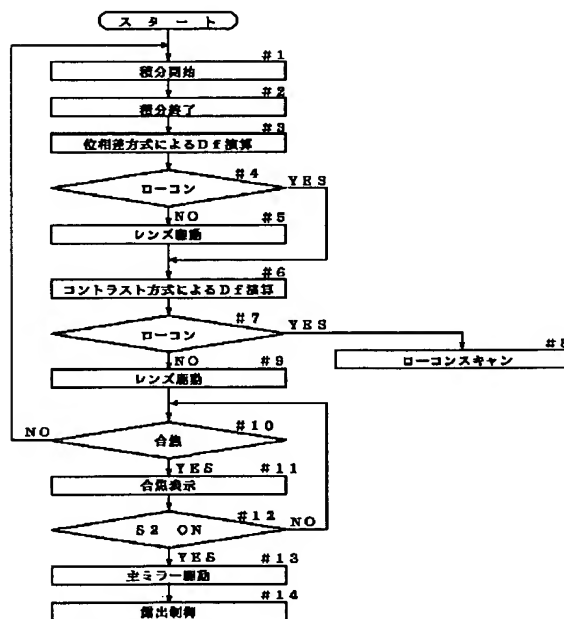 スタート
#1
積分開始
#2
積分終了
#3
位相差方式によるDf演算
#4
ローコン
YES
NO
#5
レンズ駆動
#6
コントラスト方式によるDf演算
#7
ローコン
YES
#8
ローコンスキャン
NO
#9
レンズ駆動
#10
合焦
NO
YES
#11
合焦表示
#12
S2 ON
NO
YES
#13
主ミラー駆動
#14
露出制御